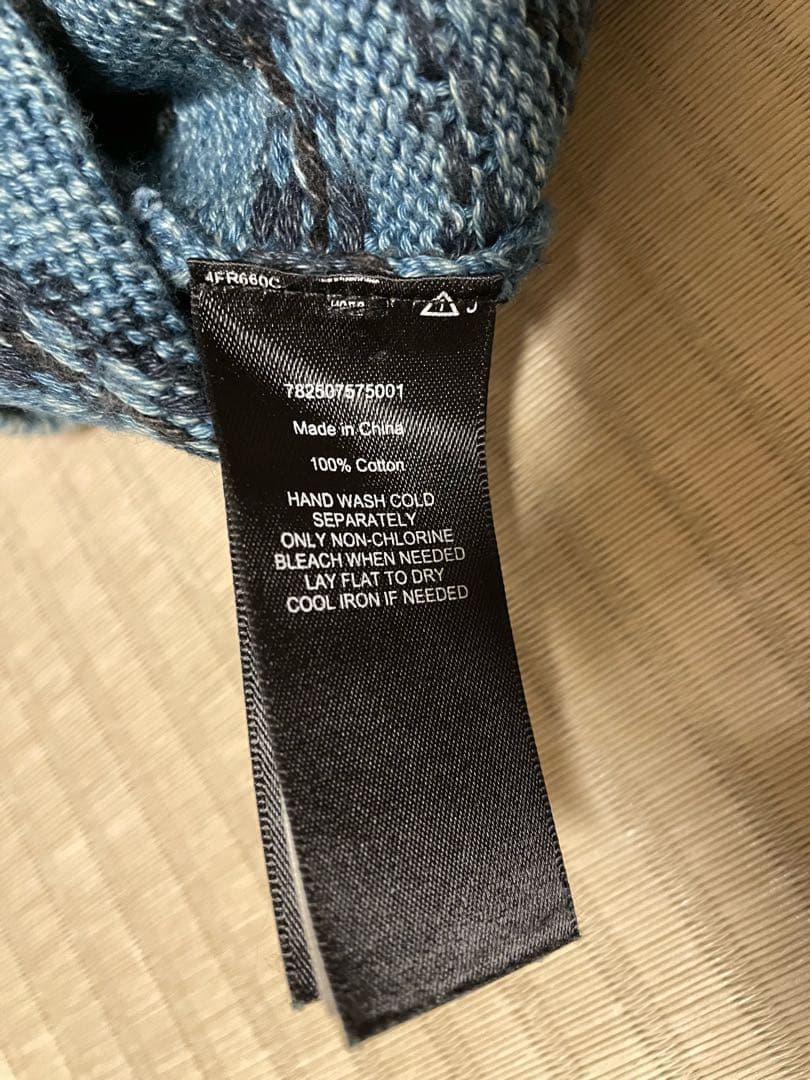 782507575001
Made in China
100% Cotton
HAND WASH COLD
SEPARATELY
ONLY NON-CHLORINE
BLEACH WHEN NEEDED
LAY FLAT TO DRY
COOL IRON IF NEEDED